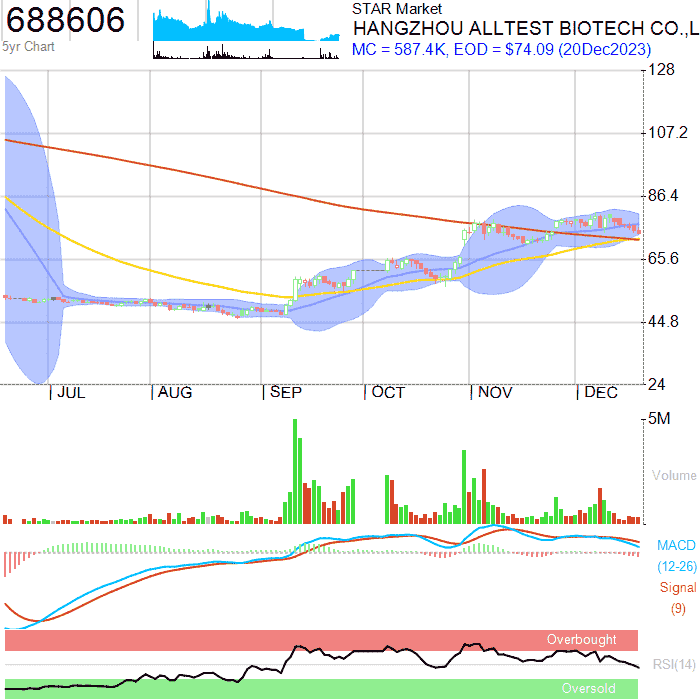 688606
5yr Chart
STAR Market
HANGZHOU ALLTEST BIOTECH CO.,L
MC = 587.4K, EOD = $74.09 (20Dec2023)
128
107.2
86.4
65.6
44.8
24
JUL AUG SEP OCT NOV DEC
5M
Volume
MACD
(12-26)
Signal
(9)
Overbought
RSI(14)
Oversold